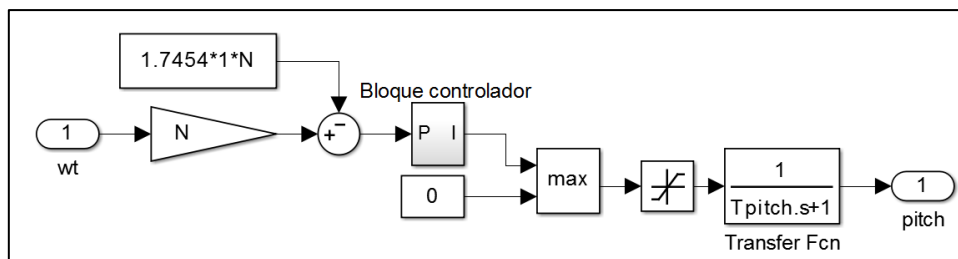 1.7454*1*N
Bloque controlador
1
wt
N
+
−
P I
0
max
1
Tpitch.s+1
Transfer Fcn
1
pitch